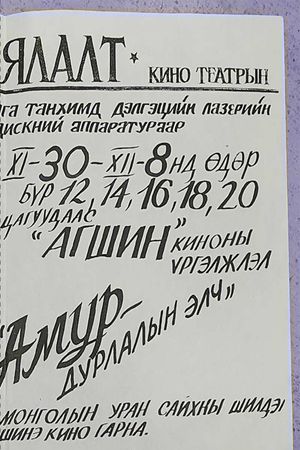 ЯЛАЛТ* КИНО ТЕАТРЫН
ТАНХИМД ДЭЛГЭЦИЙН ЛАЗЕРИЙН
ДИСКНИЙ АППАРАТУРААР
XI-30-XII-8НД ӨДӨР
БҮР 12, 14, 16, 18, 20
ЦАГУУДААС
"АГШИН" КИНОНЫ
ҮРГЭЛЖЛЭЛ
"АМУР-
ДУРЛАЛЫН ЭЛЧ"
МОНГОЛЫН УРАН САЙХНЫ ШИЛДЭГ
ШИНЭ КИНО ГАРНА.